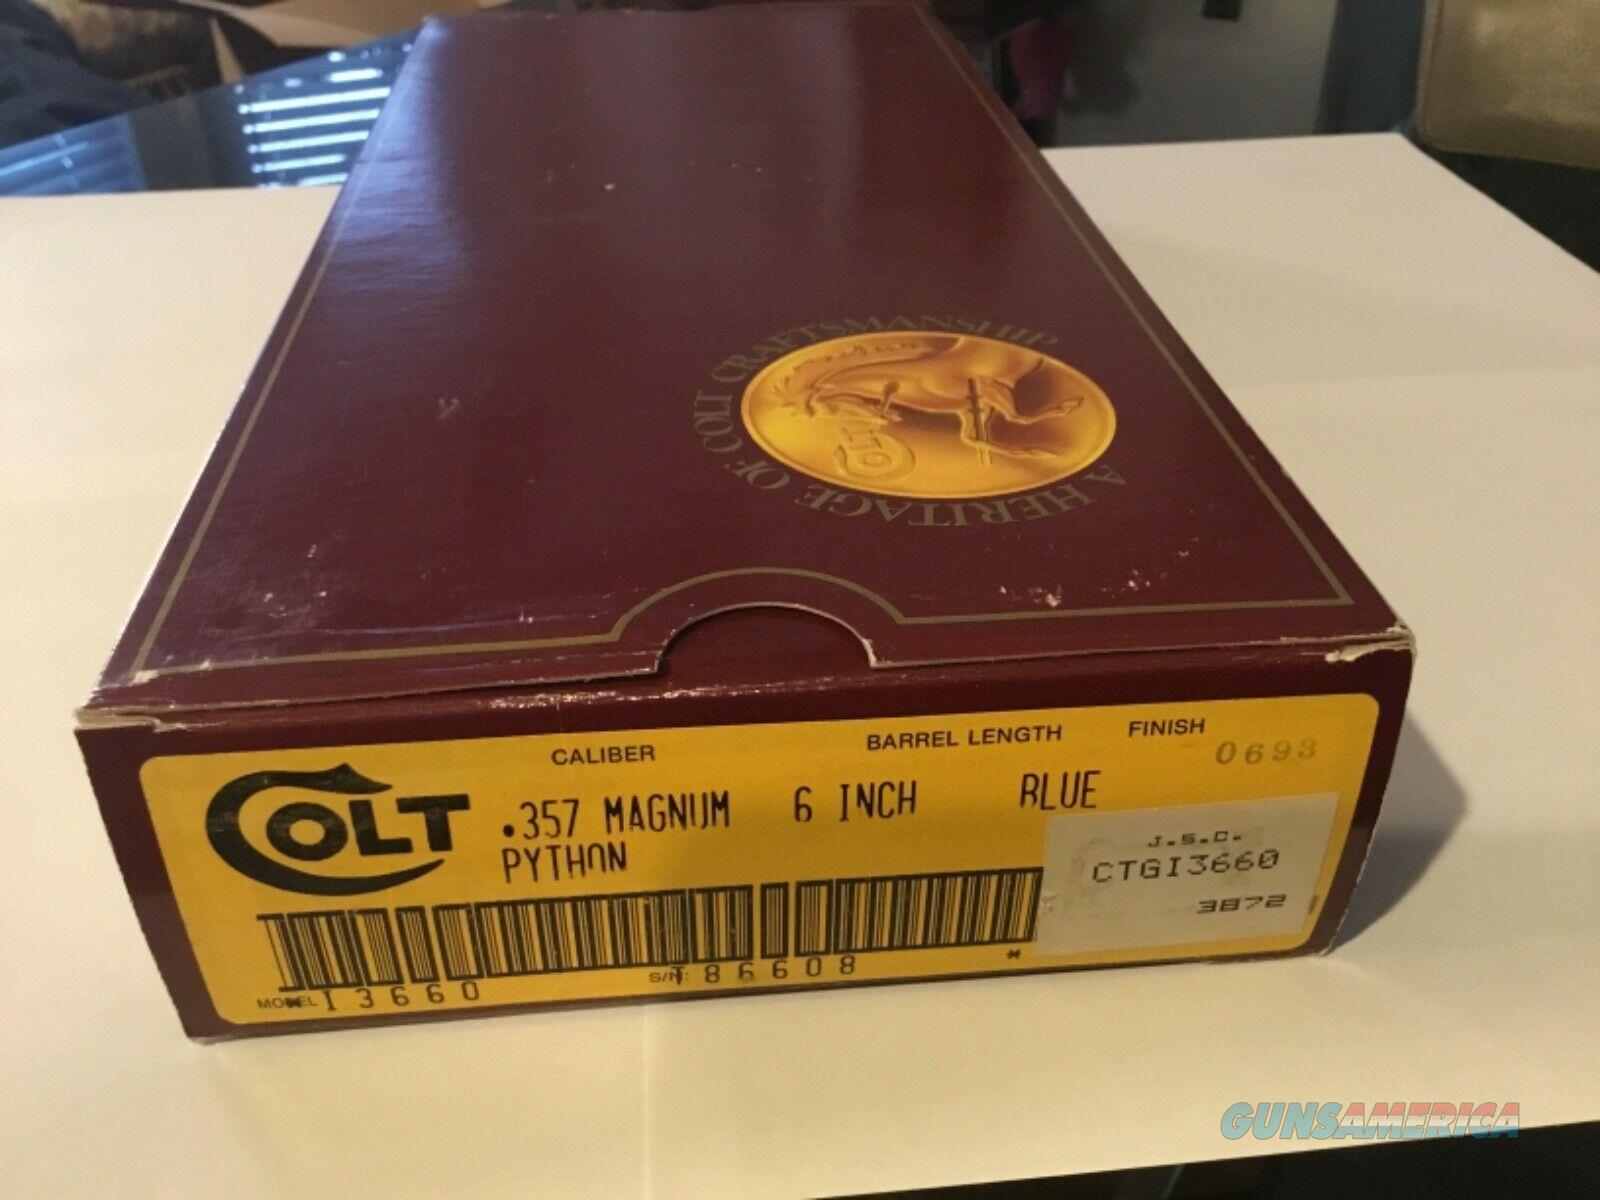 A HERITAGE OF COLT CRAFTSMANSHIP
COLT
CALIBER BARREL LENGTH FINISH
0693
COLT
.357 MAGNUM 6 INCH BLUE
PYTHON
J.S.C.
CTGI3660
3872
MODEL I3660 S/N: T86608 *
GUNSAMERICA